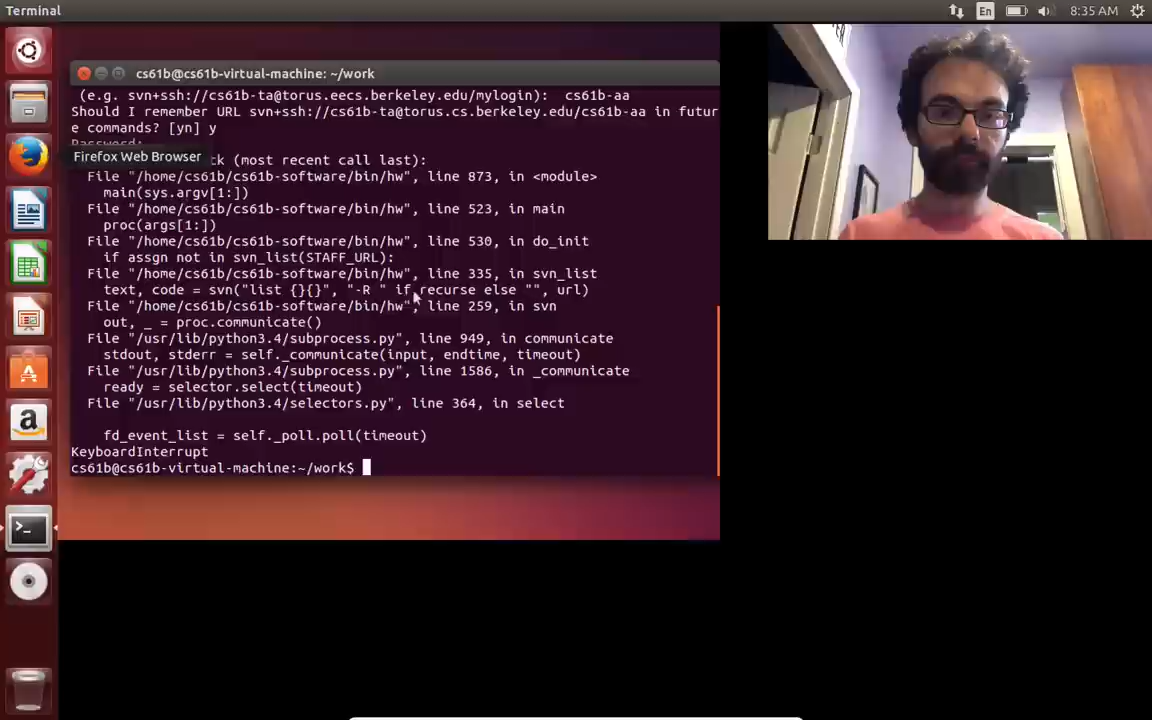 Terminal
En
8:35 AM
cs61b@cs61b-virtual-machine: ~/work
(e.g. svn+ssh://cs61b-ta@torus.eecs.berkeley.edu/mylogin):  cs61b-aa
Should I remember URL svn+ssh://cs61b-ta@torus.cs.berkeley.edu/cs61b-aa in futur
e commands? [yn] y
Password:
Firefox Web Browser
ck (most recent call last):
File "/home/cs61b/cs61b-software/bin/hw", line 873, in <module>
main(sys.argv[1:])
File "/home/cs61b/cs61b-software/bin/hw", line 523, in main
proc(args[1:])
File "/home/cs61b/cs61b-software/bin/hw", line 530, in do_init
if assgn not in svn_list(STAFF_URL):
File "/home/cs61b/cs61b-software/bin/hw", line 335, in svn_list
text, code = svn("list {}{}", "-R " if recurse else "", url)
File "/home/cs61b/cs61b-software/bin/hw", line 259, in svn
out, _ = proc.communicate()
File "/usr/lib/python3.4/subprocess.py", line 949, in communicate
stdout, stderr = self._communicate(input, endtime, timeout)
File "/usr/lib/python3.4/subprocess.py", line 1586, in _communicate
ready = selector.select(timeout)
File "/usr/lib/python3.4/selectors.py", line 364, in select
fd_event_list = self._poll.poll(timeout)
KeyboardInterrupt
cs61b@cs61b-virtual-machine:~/work$